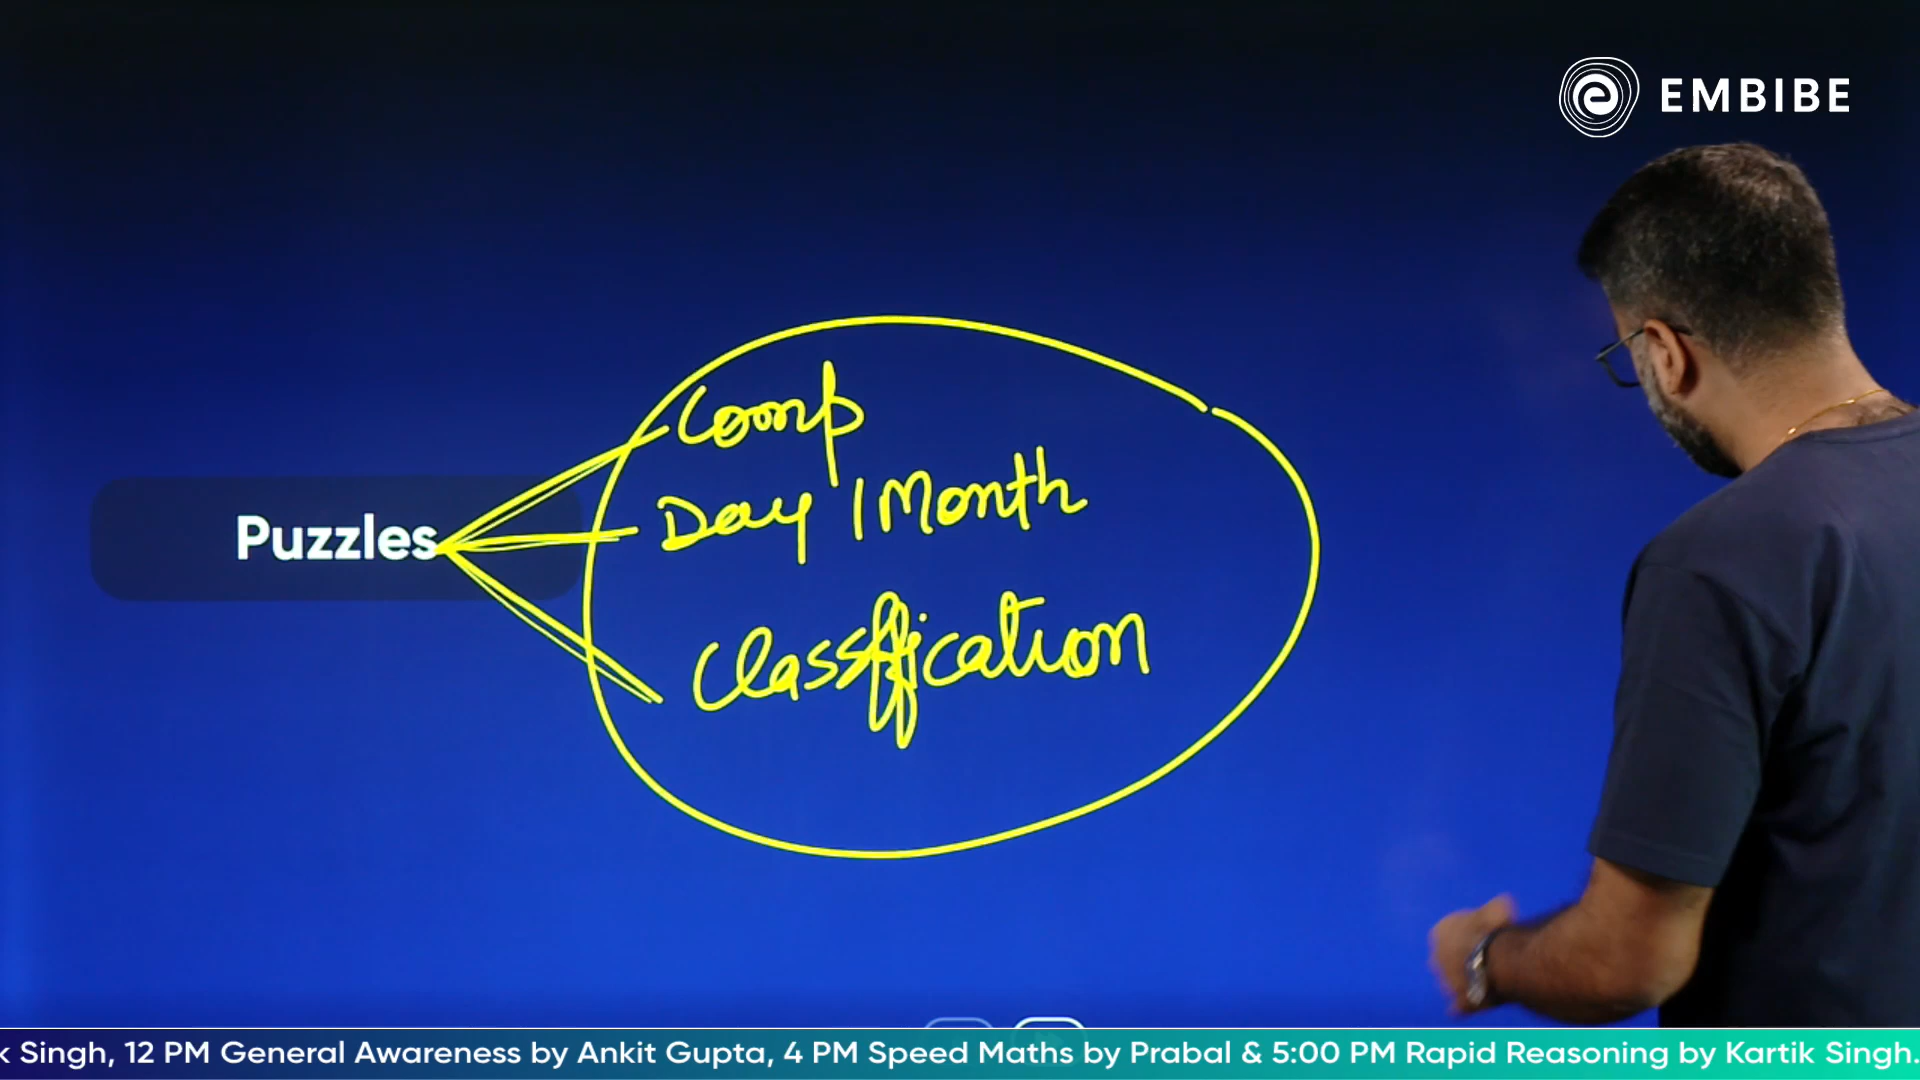 EMBIBE
Comp
Day / Month
Puzzles
Classification
k Singh, 12 PM General Awareness by Ankit Gupta, 4 PM Speed Maths by Prabal & 5:00 PM Rapid Reasoning by Kartik Singh.